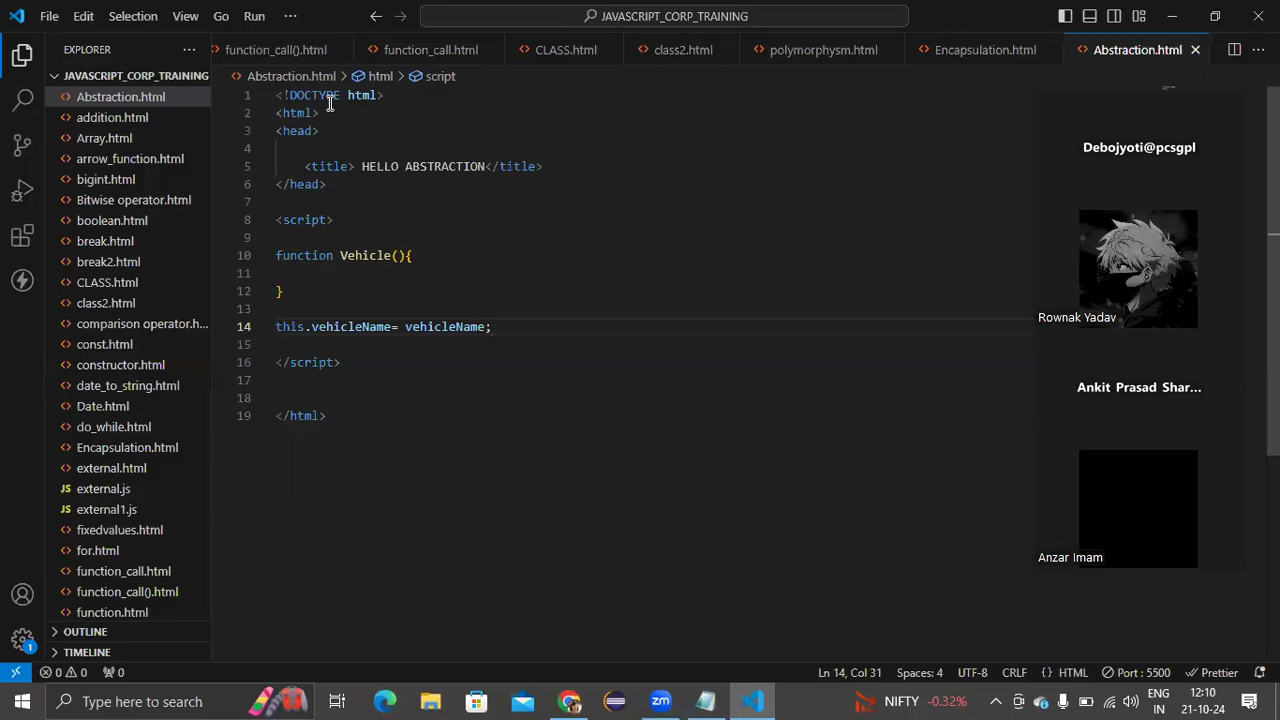 File Edit Selection View Go Run ··· JAVASCRIPT_CORP_TRAINING
EXPLORER ···
function_call().html function_call.html CLASS.html class2.html polymorphysm.html Encapsulation.html Abstraction.html
JAVASCRIPT_CORP_TRAINING
Abstraction.html > html > script
Abstraction.html
addition.html
Array.html
arrow_function.html
bigint.html
Bitwise operator.html
boolean.html
break.html
break2.html
CLASS.html
class2.html
comparison operator.h...
const.html
constructor.html
date_to_string.html
Date.html
do_while.html
Encapsulation.html
external.html
JS external.js
JS external1.js
fixedvalues.html
for.html
function_call.html
function_call().html
function.html
OUTLINE
TIMELINE
1 <!DOCTYPE html>
2 <html>
3 <head>
4
5 <title> HELLO ABSTRACTION</title>
6 </head>
7
8 <script>
9
10 function Vehicle(){
11
12 }
13
14 this.vehicleName= vehicleName;
15
16 </script>
17
18
19 </html>
Debojyoti@pcsgpl
Rownak Yadav
Ankit Prasad Shar...
Anzar Imam
1
0 0 0 Ln 14, Col 31 Spaces: 4 UTF-8 CRLF {} HTML Port : 5500 Prettier
Type here to search zm NIFTY -0.32% ENG IN 12:10 21-10-24